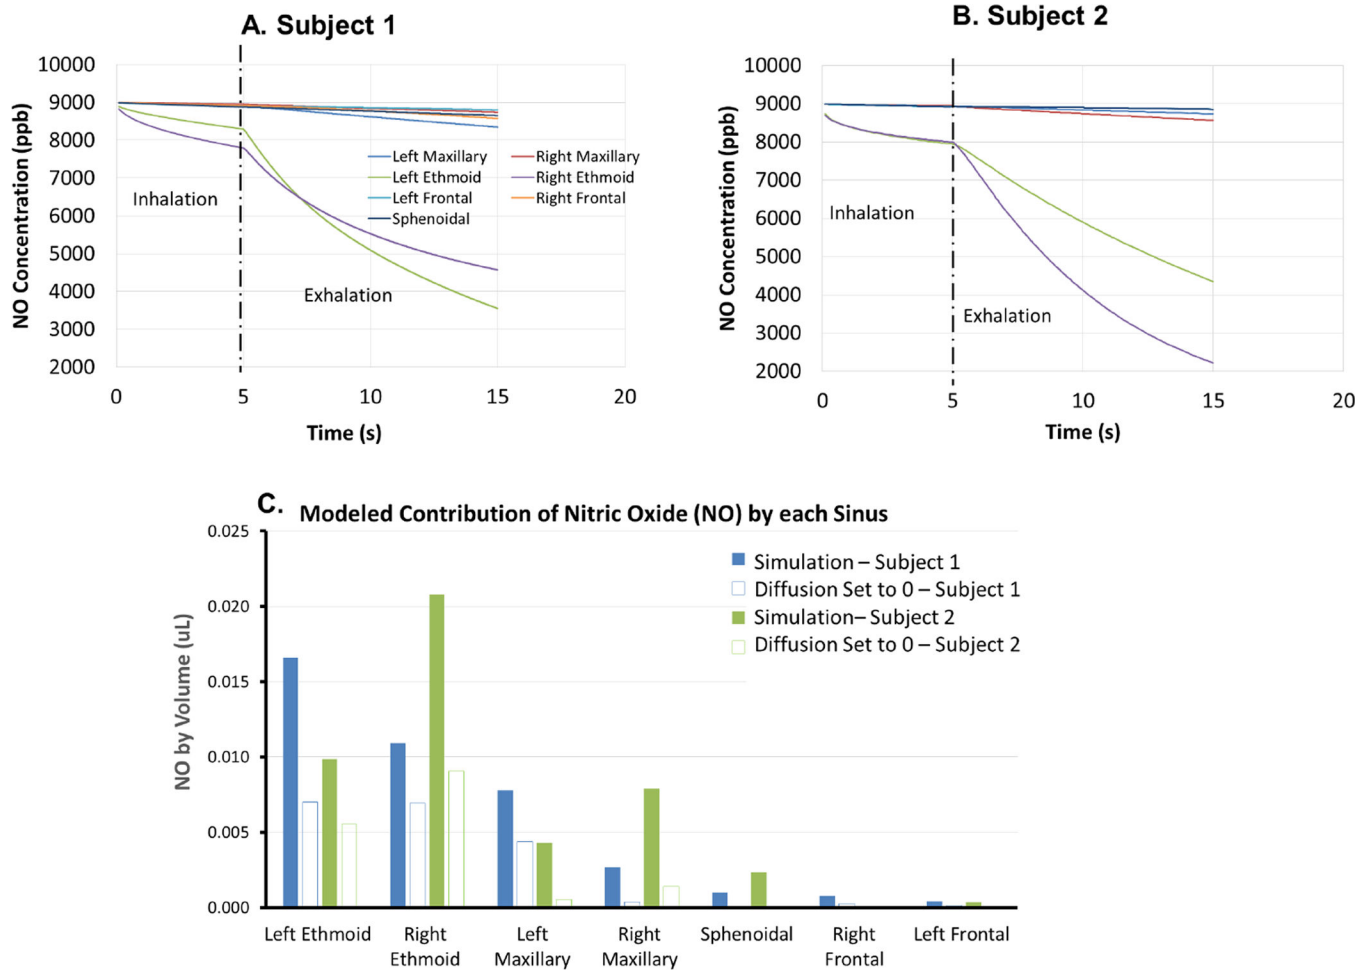 A. Subject 1
NO Concentration (ppb)
10000
9000
8000
7000
6000
5000
4000
3000
2000
Left Maxillary
Right Maxillary
Left Ethmoid
Right Ethmoid
Left Frontal
Right Frontal
Sphenoidal
Inhalation
Exhalation
0 5 10 15 20
Time (s)
B. Subject 2
NO Concentration (ppb)
10000
9000
8000
7000
6000
5000
4000
3000
2000
Inhalation
Exhalation
0 5 10 15 20
Time (s)
C. Modeled Contribution of Nitric Oxide (NO) by each Sinus
NO by Volume (uL)
0.025
0.020
0.015
0.010
0.005
0.000
Simulation – Subject 1
Diffusion Set to 0 – Subject 1
Simulation– Subject 2
Diffusion Set to 0 – Subject 2
Left Ethmoid
Right
Ethmoid
Left
Maxillary
Right
Maxillary
Sphenoidal
Right
Frontal
Left Frontal